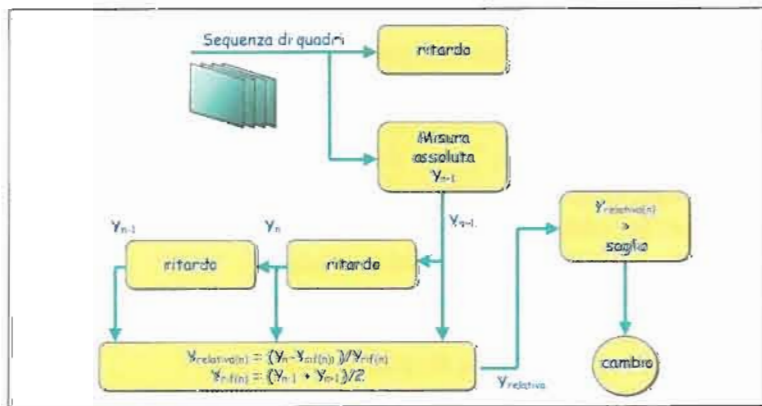 Sequenza di quadri
ritardo
Misura
assoluta
Yn+1
Yrelativa(n)
>
soglia
Yn-1
Yn
Yn+1
ritardo
ritardo
Yrelativa(n) = (Yn-Yrif(n))/Yrif(n)
Yrif(n) = (Yn-1 + Yn+1)/2
Yrelativa
cambio